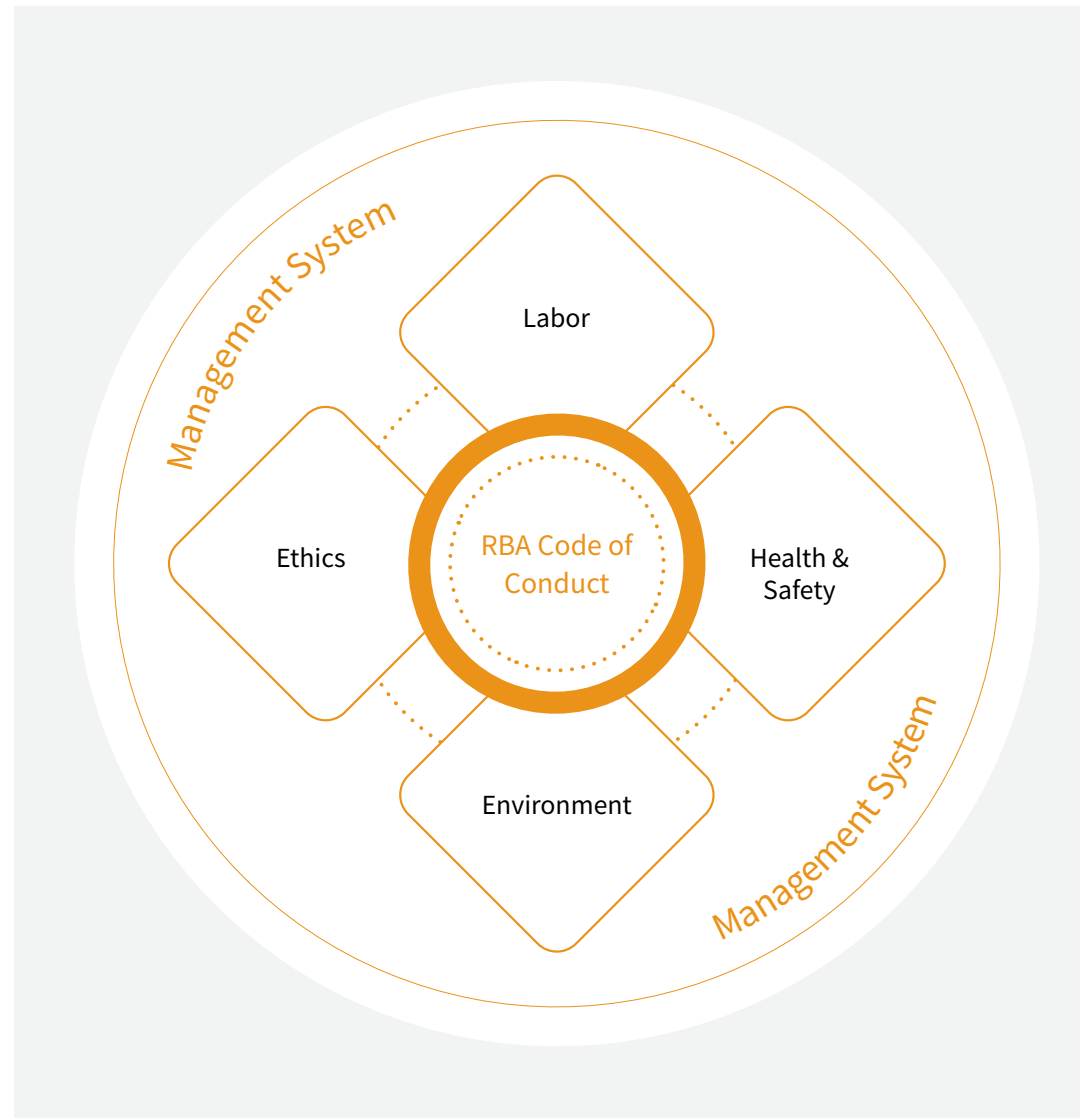 Management System
Labor
Ethics
RBA Code of
Conduct
Health &
Safety
Environment
Management System